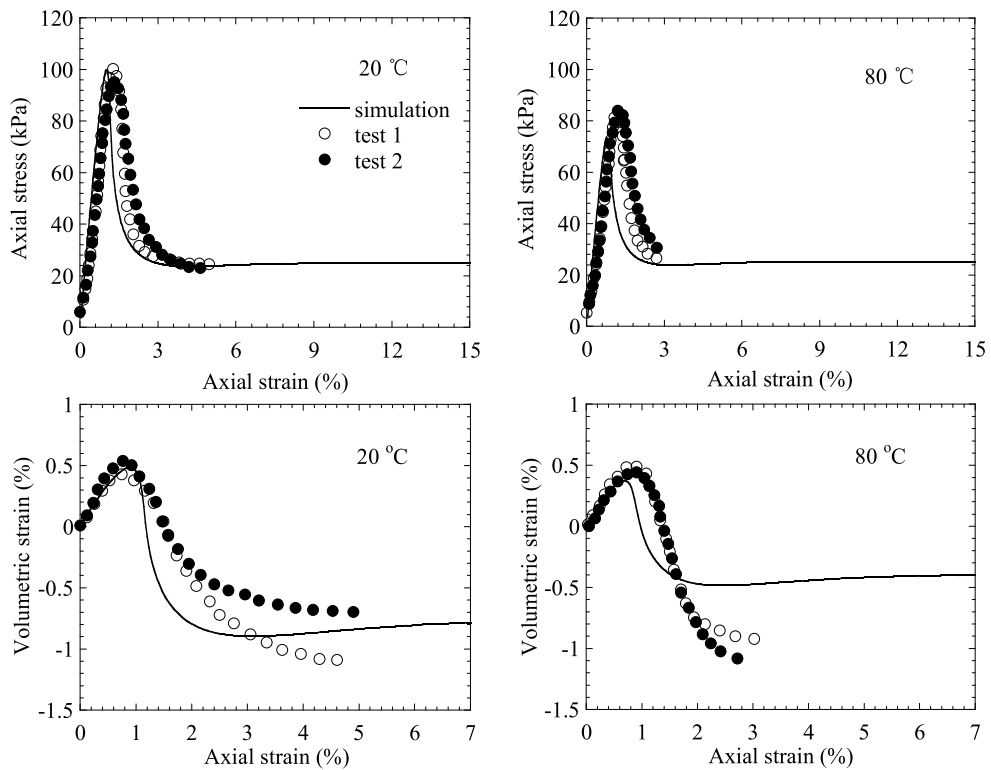 120
100
80
60
40
20
0
Axial stress (kPa)
20 ℃
simulation
test 1
test 2
0 3 6 9 12 15
Axial strain (%)
120
100
80
60
40
20
0
Axial stress (kPa)
80 ℃
0 3 6 9 12 15
Axial strain (%)
1
0.5
0
-0.5
-1
-1.5
Volumetric strain (%)
20 °C
0 1 2 3 4 5 6 7
Axial strain (%)
1
0.5
0
-0.5
-1
-1.5
Volumetric strain (%)
80 °C
0 1 2 3 4 5 6 7
Axial strain (%)